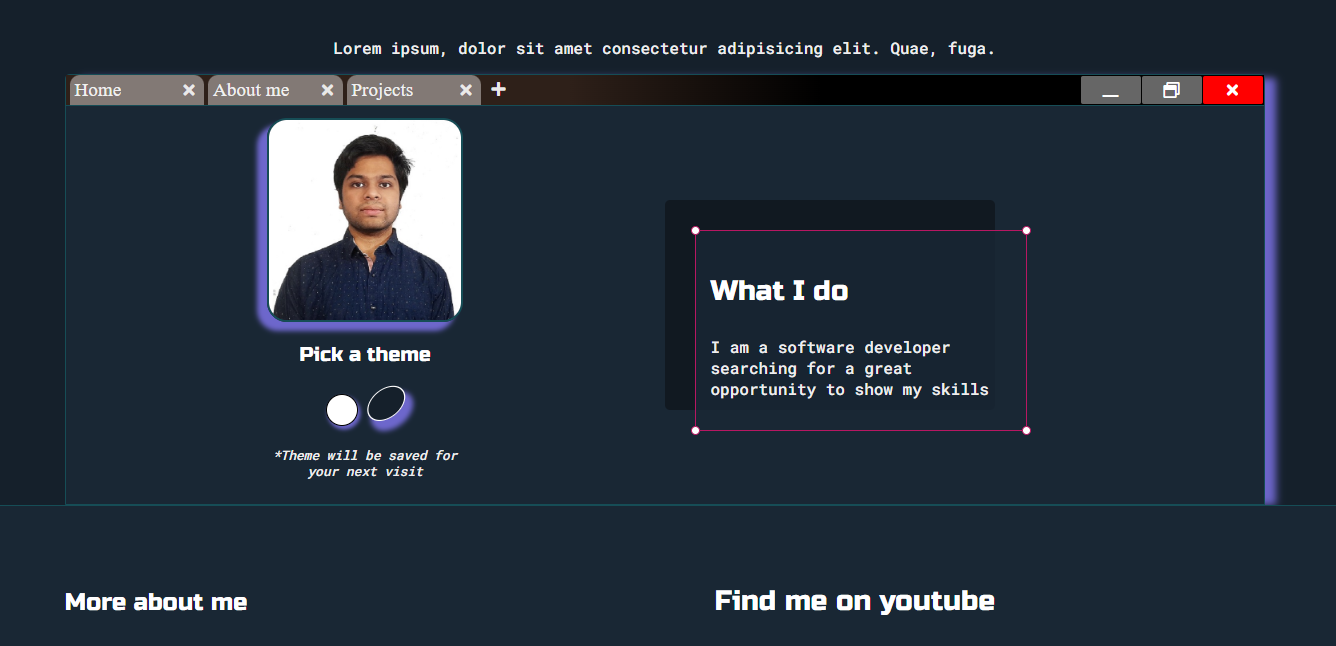 Lorem ipsum, dolor sit amet consectetur adipisicing elit. Quae, fuga.
Home
About me
Projects
What I do
I am a software developer
searching for a great
opportunity to show my skills
Pick a theme
*Theme will be saved for
your next visit
More about me
Find me on youtube